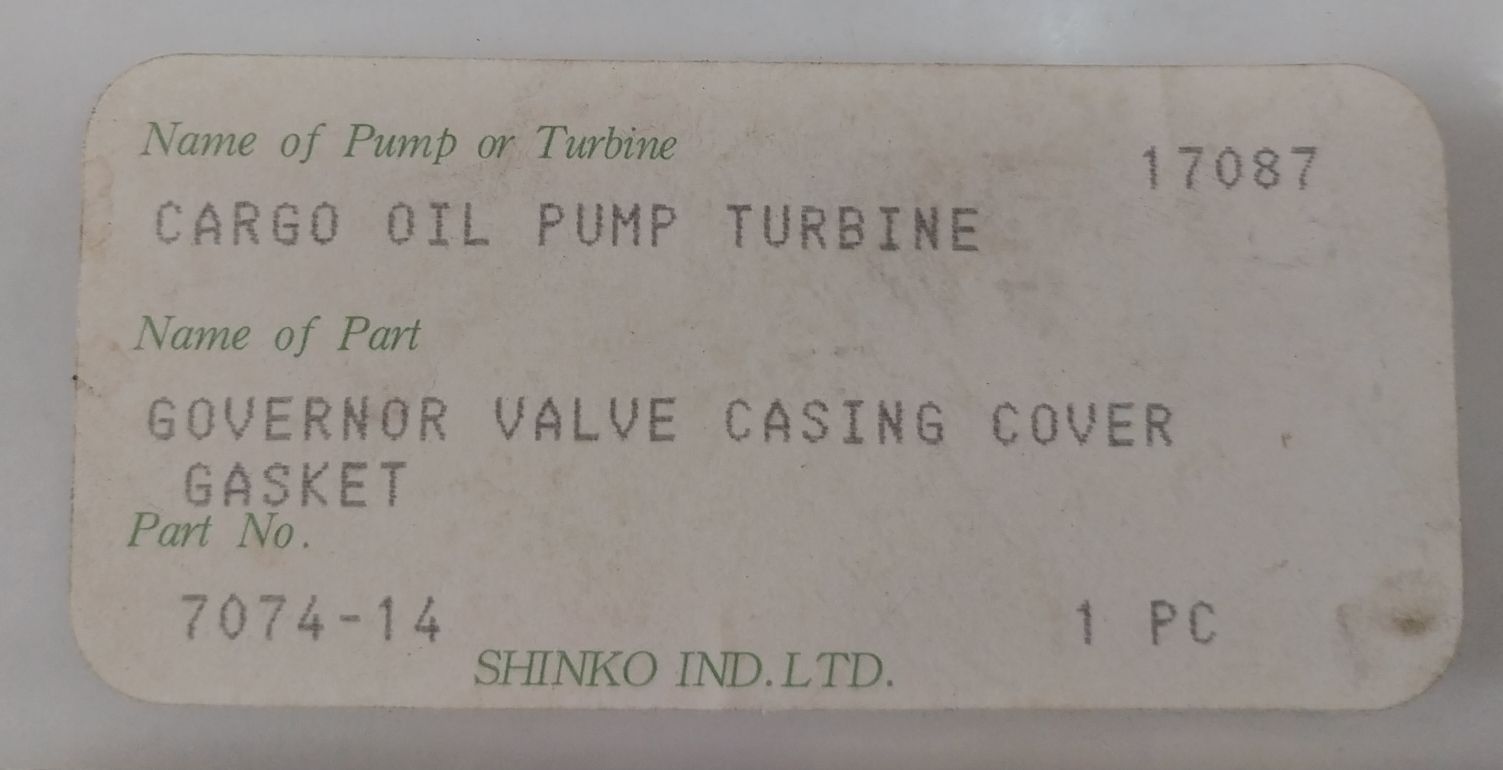 Name of Pump or Turbine
17087
CARGO OIL PUMP TURBINE
Name of Part
GOVERNOR VALVE CASING COVER
GASKET
Part No.
7074-14 1 PC
SHINKO IND.LTD.